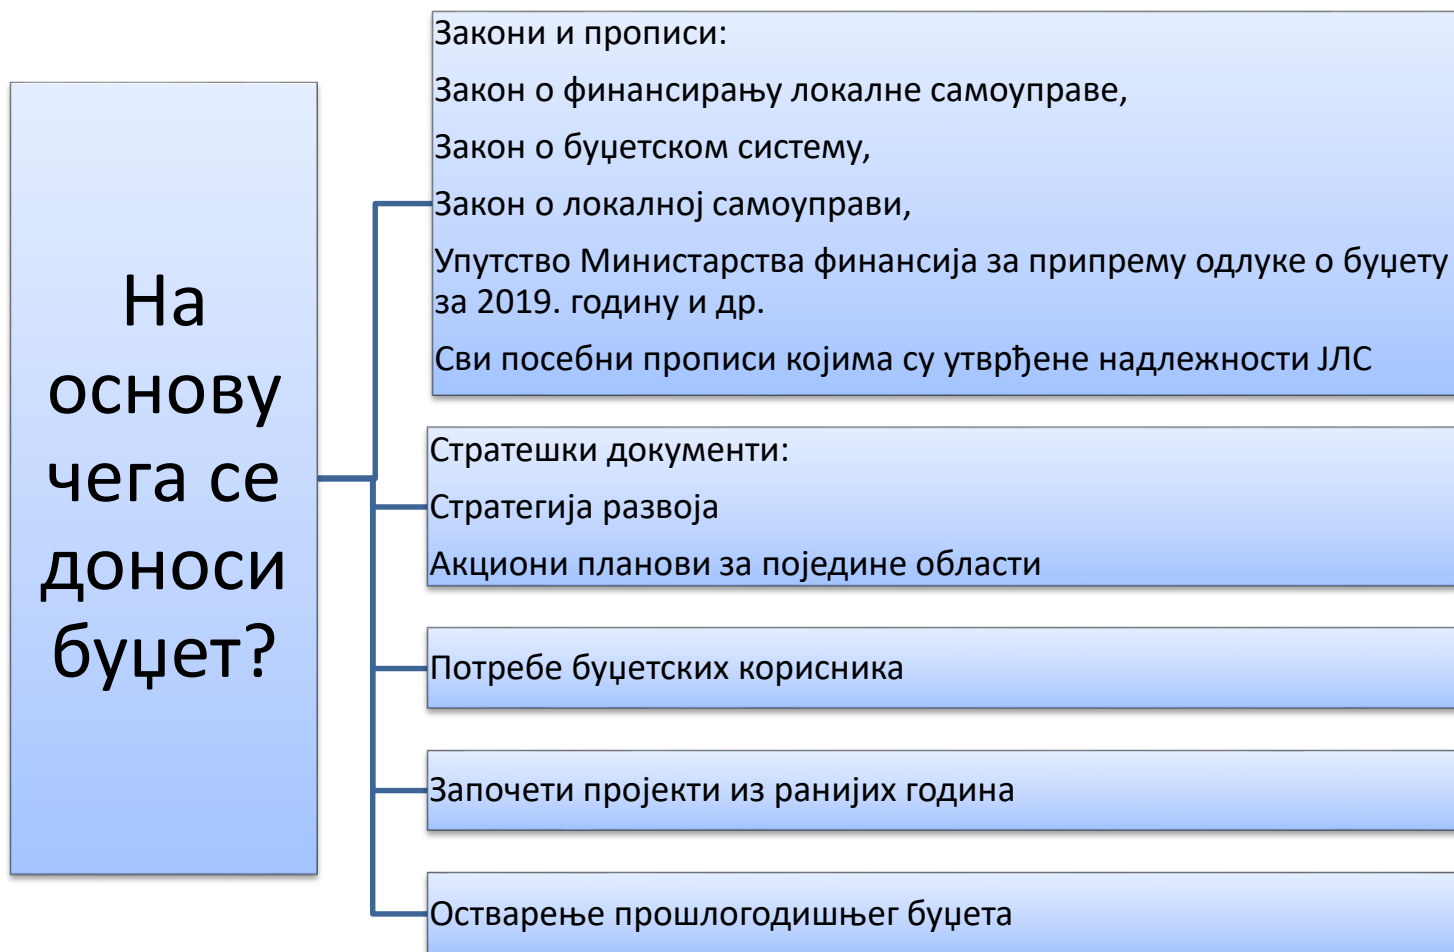 На
основу
чега се
доноси
буџет?
Закони и прописи:
Закон о финансирању локалне самоуправе,
Закон о буџетском систему,
Закон о локалној самоуправи,
Упутство Министарства финансија за припрему одлуке о буџету
за 2019. годину и др.
Сви посебни прописи којима су утврђене надлежности ЈЛС
Стратешки документи:
Стратегија развоја
Акциони планови за поједине области
Потребе буџетских корисника
Започети пројекти из ранијих година
Остварење прошлогодишњег буџета